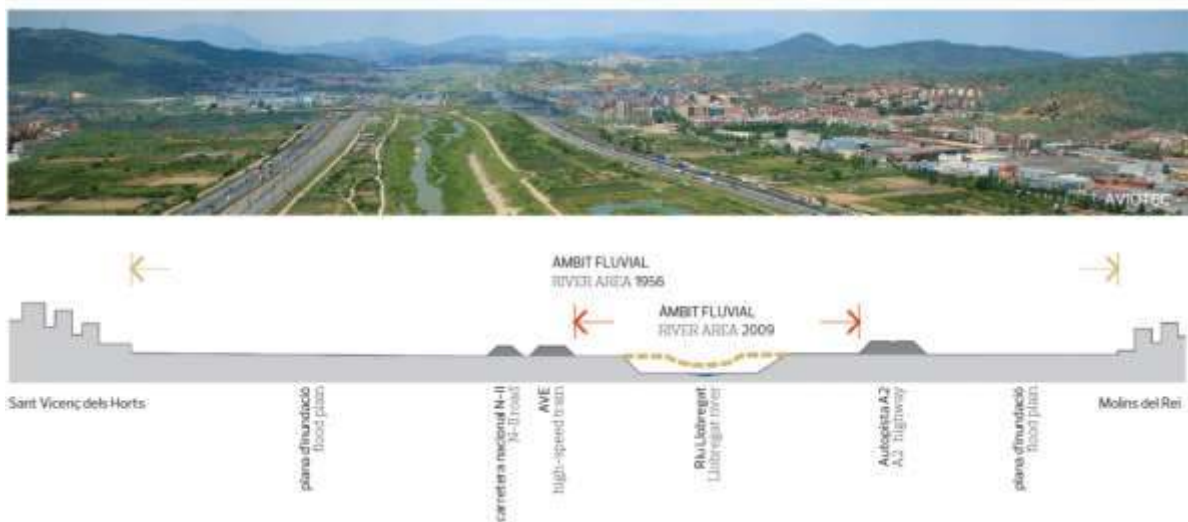 AVIOTEC
ÀMBIT FLUVIAL
RIVER AREA 1956
ÀMBIT FLUVIAL
RIVER AREA 2009
Sant Vicenç dels Horts
Molins del Rei
plana d'inundació
flood plain
carretera nacional N-II
N-II road
AVE
high-speed train
Riu Llobregat
Llobregat river
Autopista A2
A2 highway
plana d'inundació
flood plain